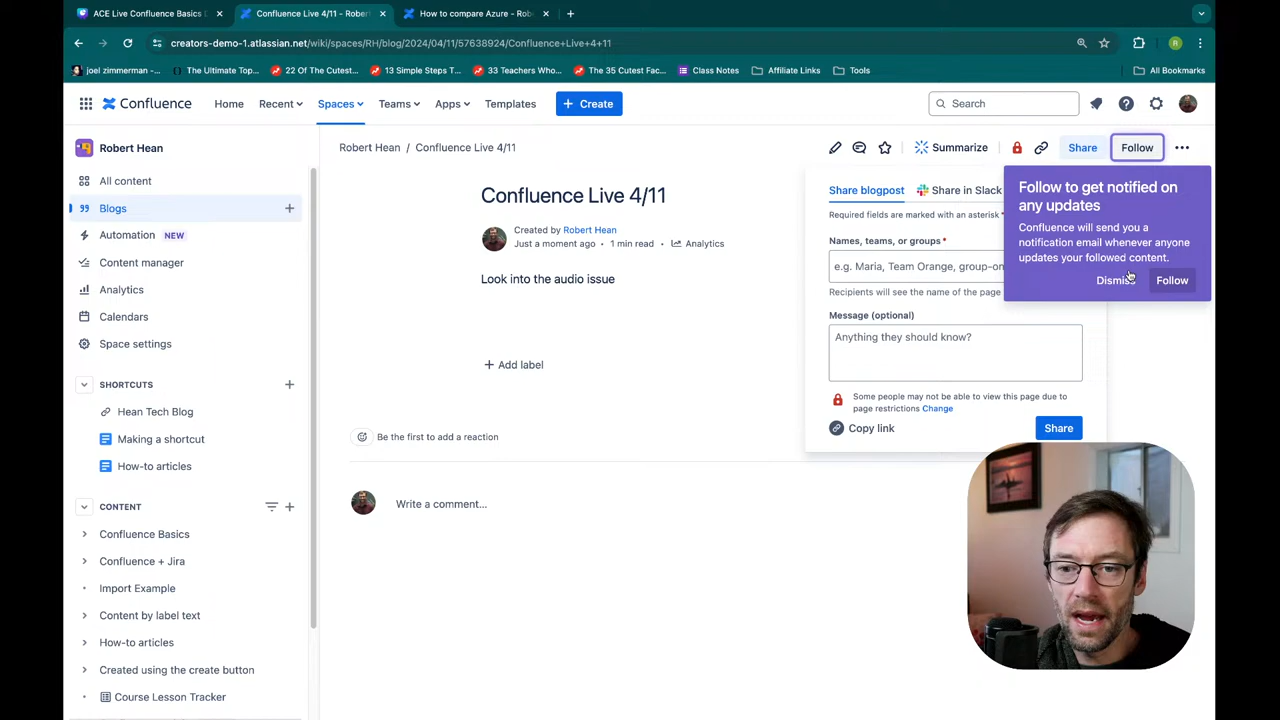 ACE Live Confluence Basics
Confluence Live 4/11 - Robert
How to compare Azure - Rob
creators-demo-1.atlassian.net/wiki/spaces/RH/blog/2024/04/11/57638924/Confluence+Live+4+11
R
joel zimmerman -...
The Ultimate Top...
22 Of The Cutest...
13 Simple Steps T...
33 Teachers Who...
The 35 Cutest Fac...
Class Notes
Affiliate Links
Tools
All Bookmarks
Confluence
Home
Recent
Spaces
Teams
Apps
Templates
+ Create
Search
Robert Hean
All content
Blogs
Automation NEW
Content manager
Analytics
Calendars
Space settings
SHORTCUTS
Hean Tech Blog
Making a shortcut
How-to articles
CONTENT
Confluence Basics
Confluence + Jira
Import Example
Content by label text
How-to articles
Created using the create button
Course Lesson Tracker
Robert Hean / Confluence Live 4/11
Summarize
Share
Follow
Confluence Live 4/11
Created by Robert Hean
Just a moment ago • 1 min read • Analytics
Look into the audio issue
+ Add label
Be the first to add a reaction
Write a comment...
Share blogpost
Share in Slack
Required fields are marked with an asterisk *
Names, teams, or groups *
e.g. Maria, Team Orange, group-on
Recipients will see the name of the page
Message (optional)
Anything they should know?
Some people may not be able to view this page due to
page restrictions Change
Copy link
Share
Follow to get notified on
any updates
Confluence will send you a
notification email whenever anyone
updates your followed content.
Dismiss
Follow